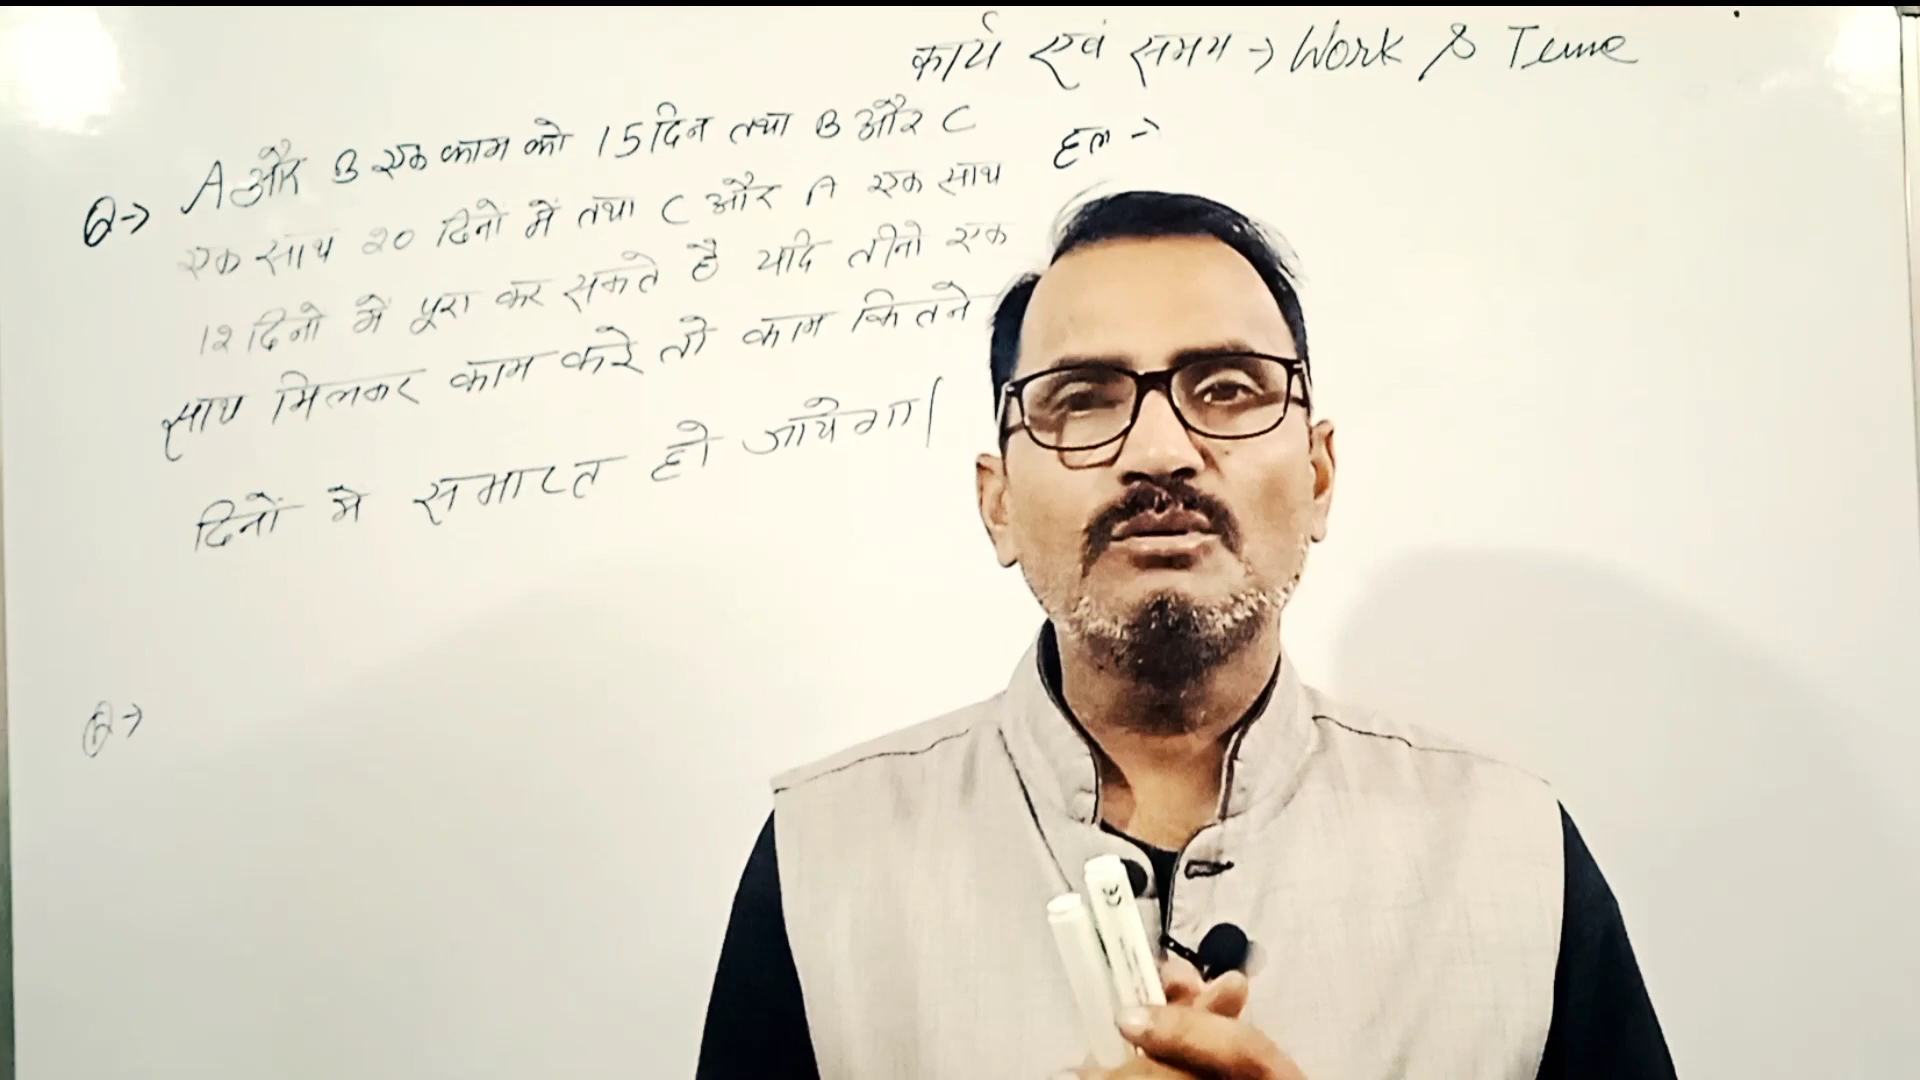 कार्य एवं समय → Work & Time
Q → A और B एक काम को 15 दिन तथा B और C
एक साथ 20 दिनों में तथा C और A एक साथ
12 दिनों में पूरा कर सकते है यदि तीनो एक
साथ मिलकर काम करे तो काम कितने
दिनों मे समाप्त हो जायेगा|
हल →
Q →